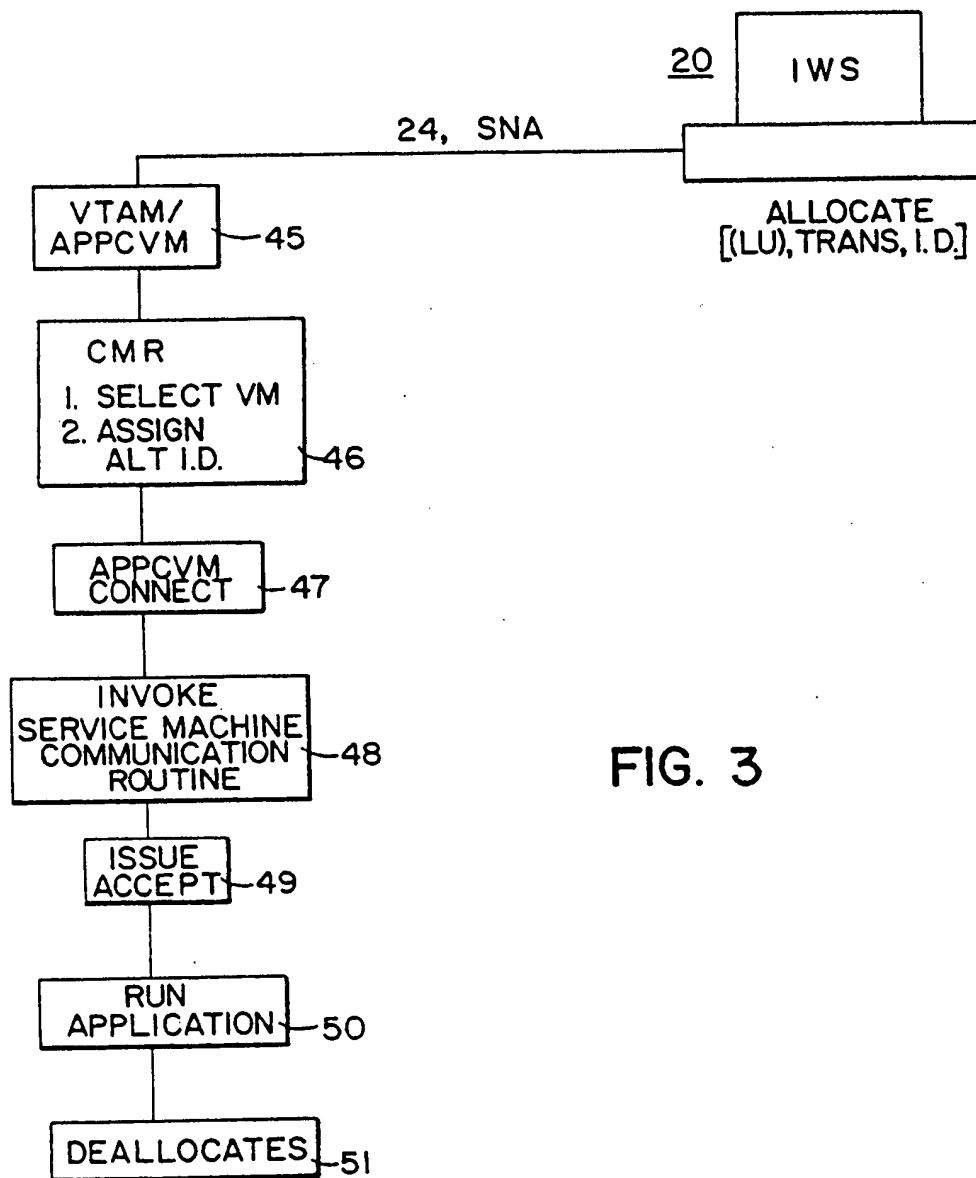 20
IWS
24, SNA
ALLOCATE
[(LU), TRANS, I.D.]
VTAM/
APPCVM
45
CMR
1. SELECT VM
2. ASSIGN
ALT I.D.
46
APPCVM
CONNECT
47
INVOKE
SERVICE MACHINE
COMMUNICATION
ROUTINE
48
FIG. 3
ISSUE
ACCEPT
49
RUN
APPLICATION
50
DEALLOCATES
51